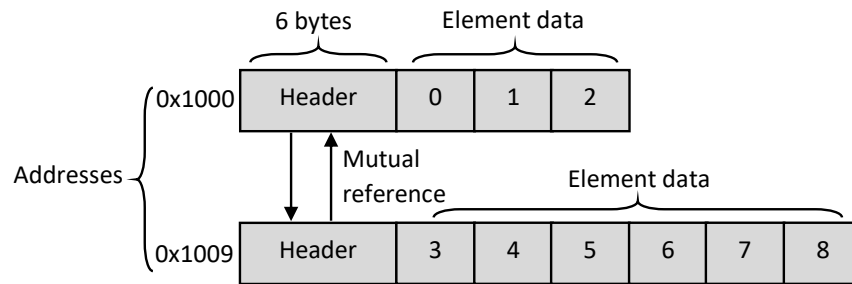 6 bytes
Element data
0x1000
Header
0
1
2
Addresses
Mutual
reference
Element data
0x1009
Header
3
4
5
6
7
8